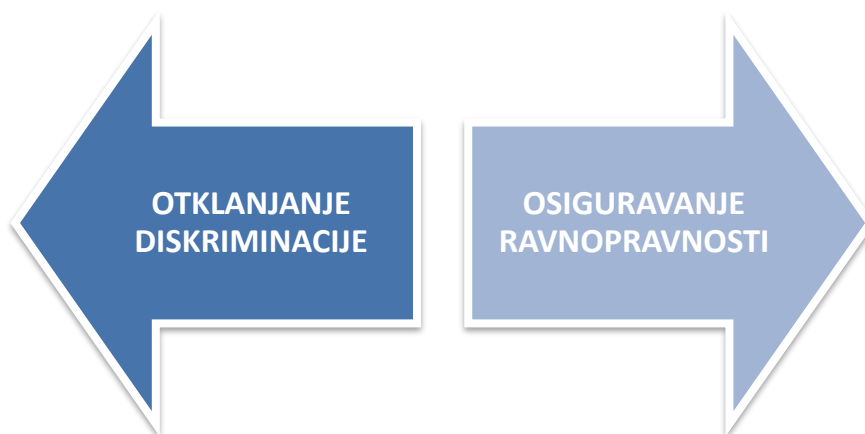 OTKLANJANJE
DISKRIMINACIJE
OSIGURAVANJE
RAVNOPRAVNOSTI